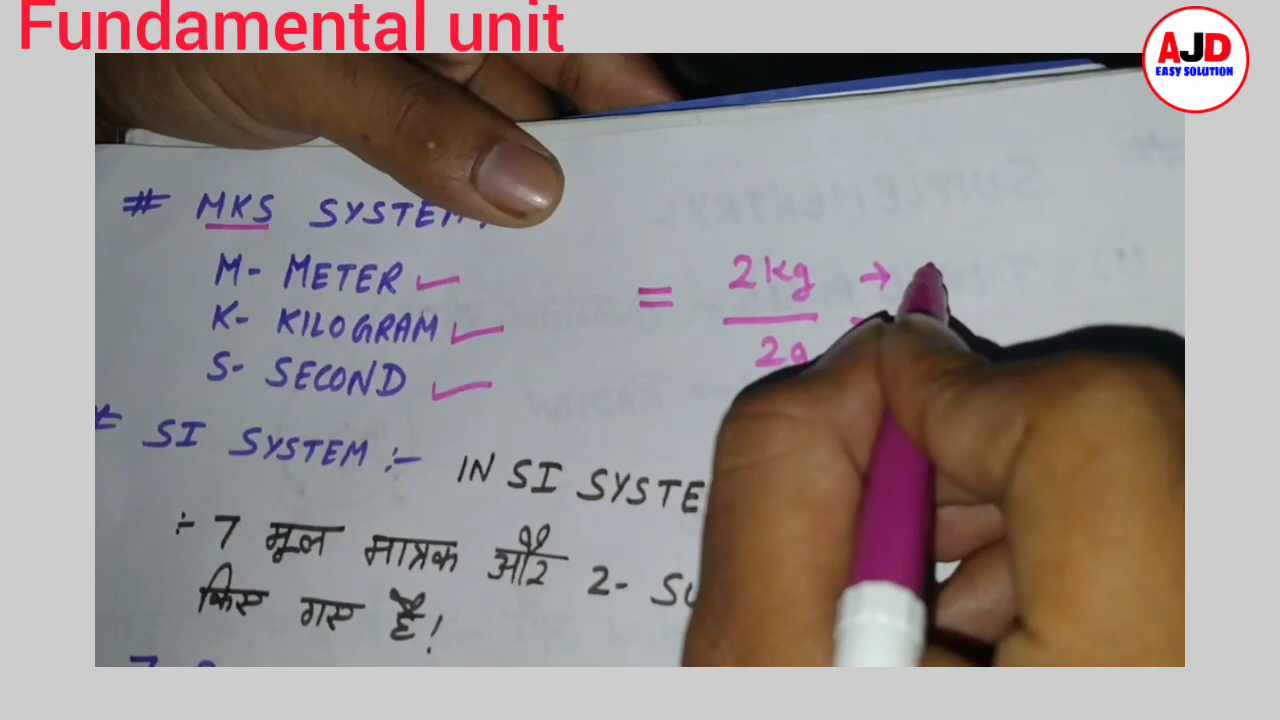 Fundamental unit
AJD
EASY SOLUTION
# MKS SYSTEM
M- METER ✓
K- KILOGRAM ✓
S- SECOND ✓
= 2kg →
2g
# SI SYSTEM :- IN SI SYSTE
:- 7 मूल मात्रक और 2- SU
किए गए है!